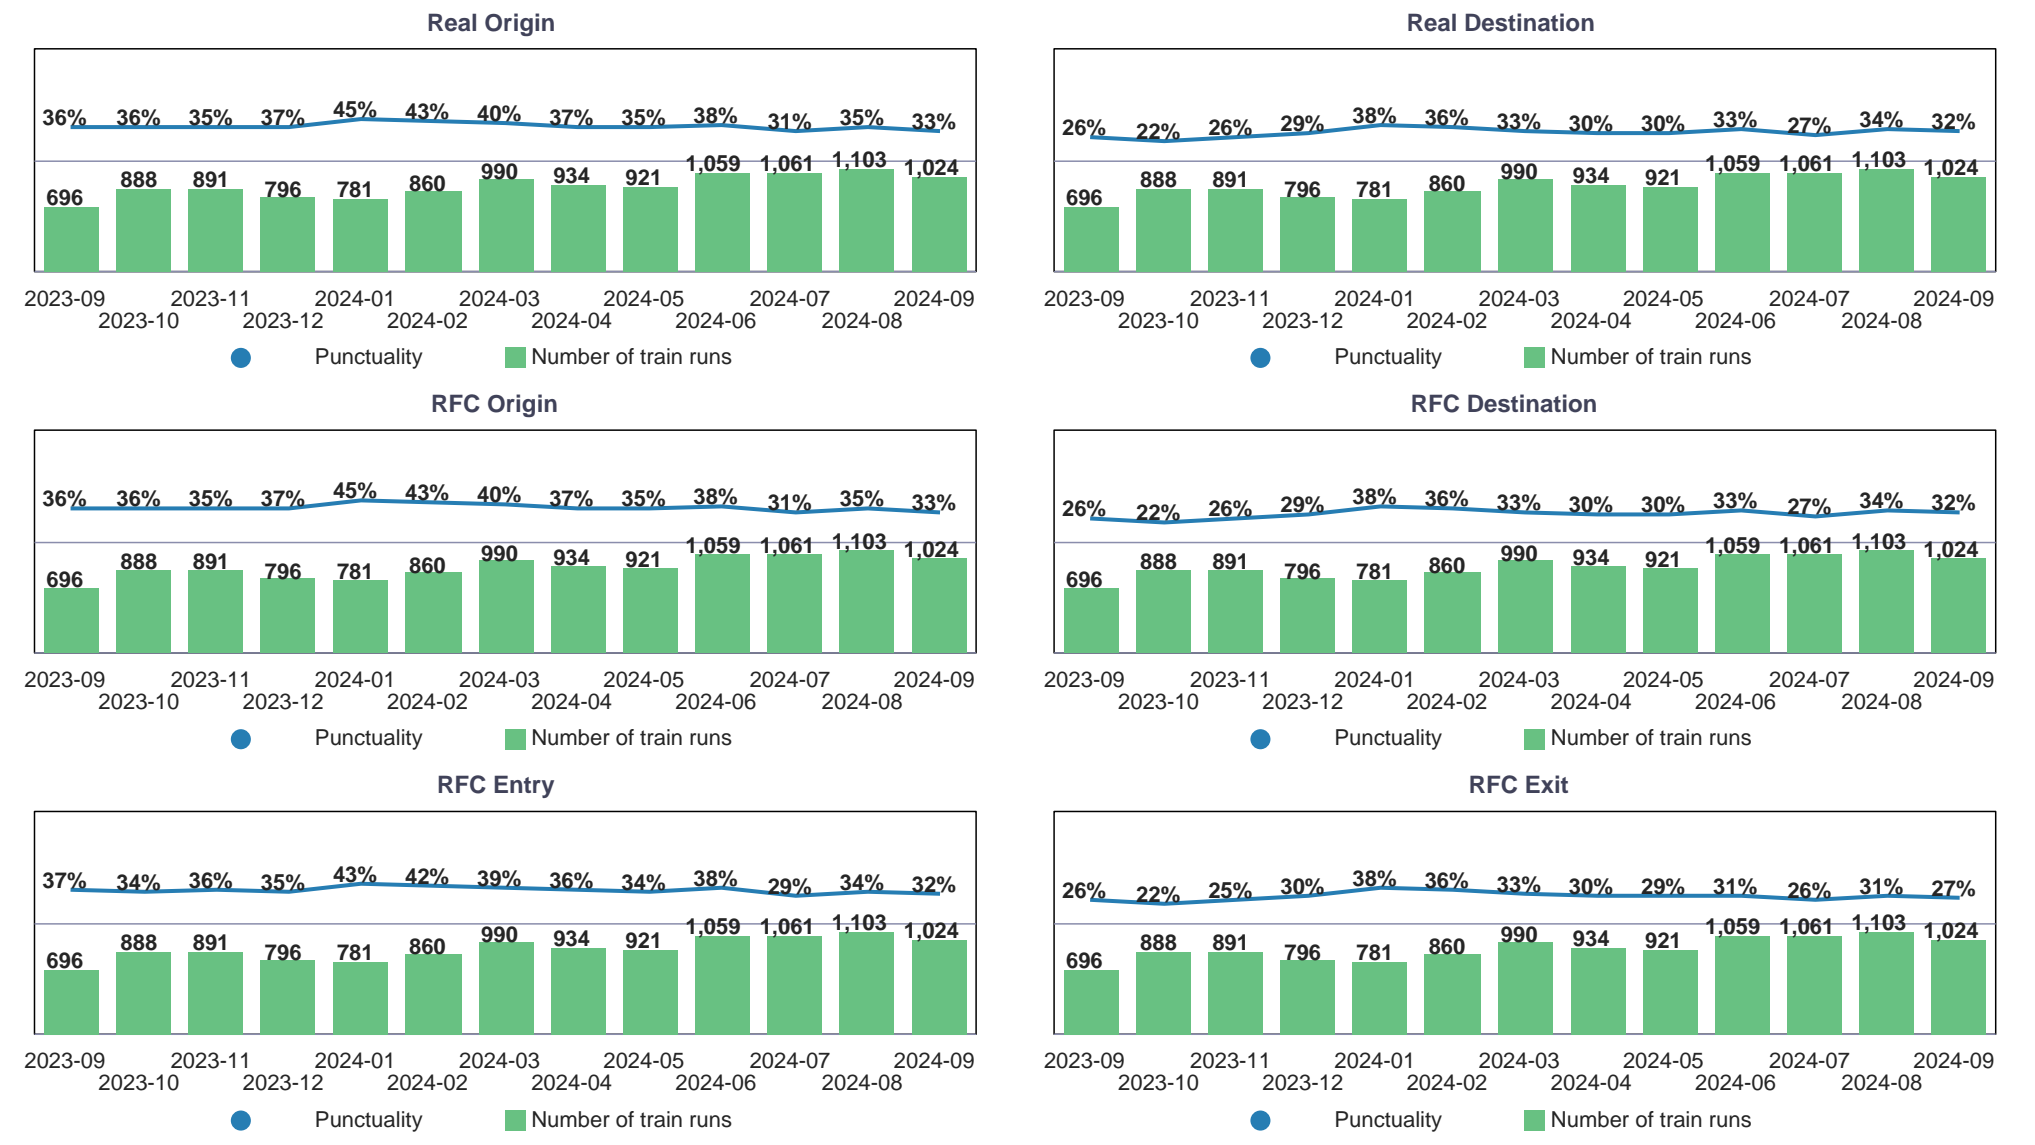 Real Origin
36% 36% 35% 37% 45% 43% 40% 37% 35% 38% 31% 35% 33%
696 888 891 796 781 860 990 934 921 1,059 1,061 1,103 1,024
2023-09 2023-11 2024-01 2024-03 2024-05 2024-07 2024-09
2023-10 2023-12 2024-02 2024-04 2024-06 2024-08
Punctuality Number of train runs
Real Destination
26% 22% 26% 29% 38% 36% 33% 30% 30% 33% 27% 34% 32%
696 888 891 796 781 860 990 934 921 1,059 1,061 1,103 1,024
2023-09 2023-11 2024-01 2024-03 2024-05 2024-07 2024-09
2023-10 2023-12 2024-02 2024-04 2024-06 2024-08
Punctuality Number of train runs
RFC Origin
36% 36% 35% 37% 45% 43% 40% 37% 35% 38% 31% 35% 33%
696 888 891 796 781 860 990 934 921 1,059 1,061 1,103 1,024
2023-09 2023-11 2024-01 2024-03 2024-05 2024-07 2024-09
2023-10 2023-12 2024-02 2024-04 2024-06 2024-08
Punctuality Number of train runs
RFC Destination
26% 22% 26% 29% 38% 36% 33% 30% 30% 33% 27% 34% 32%
696 888 891 796 781 860 990 934 921 1,059 1,061 1,103 1,024
2023-09 2023-11 2024-01 2024-03 2024-05 2024-07 2024-09
2023-10 2023-12 2024-02 2024-04 2024-06 2024-08
Punctuality Number of train runs
RFC Entry
37% 34% 36% 35% 43% 42% 39% 36% 34% 38% 29% 34% 32%
696 888 891 796 781 860 990 934 921 1,059 1,061 1,103 1,024
2023-09 2023-11 2024-01 2024-03 2024-05 2024-07 2024-09
2023-10 2023-12 2024-02 2024-04 2024-06 2024-08
Punctuality Number of train runs
RFC Exit
26% 22% 25% 30% 38% 36% 33% 30% 29% 31% 26% 31% 27%
696 888 891 796 781 860 990 934 921 1,059 1,061 1,103 1,024
2023-09 2023-11 2024-01 2024-03 2024-05 2024-07 2024-09
2023-10 2023-12 2024-02 2024-04 2024-06 2024-08
Punctuality Number of train runs